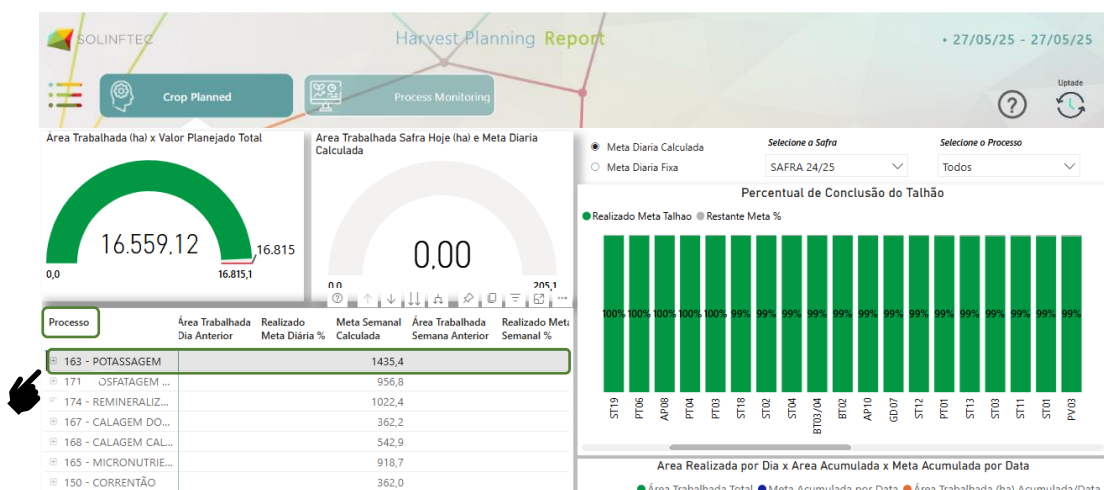 SOLINFTEC
Harvest Planning Report
• 27/05/25 - 27/05/25
Crop Planned
Process Monitoring
Uptade
?
Área Trabalhada (ha) x Valor Planejado Total
16.559,12
16.815
0,0
16.815,1
Area Trabalhada Safra Hoje (ha) e Meta Diaria
Calculada
0,00
0,0
205,1
Meta Diaria Calculada
Meta Diaria Fixa
Selecione a Safra
SAFRA 24/25
Selecione o Processo
Todos
Percentual de Conclusão do Talhão
Realizado Meta Talhao Restante Meta %
100% 100% 100% 100% 100% 99% 99% 99% 99% 99% 99% 99% 99% 99% 99% 99% 99% 99% 99%
ST19 PT06 AP08 PT04 PT03 ST18 ST02 ST04 BT03/04 BT02 AP10 GD07 ST12 PT01 ST13 ST03 ST11 ST01 PV03
Processo
Área Trabalhada Dia Anterior
Realizado Meta Diária %
Meta Semanal Calculada
Área Trabalhada Semana Anterior
Realizado Meta Semanal %
163 - POTASSAGEM 1435,4
171 OSFATAGEM ... 956,8
174 - REMINERALIZ... 1022,4
167 - CALAGEM DO... 362,2
168 - CALAGEM CAL... 542,9
165 - MICRONUTRIE... 918,7
150 - CORRENTÃO 362,0
Area Realizada por Dia x Area Acumulada x Meta Acumulada por Data
Área Trabalhada Total Meta Acumulada por Data Área Trabalhada (ha) Acumulada/Data